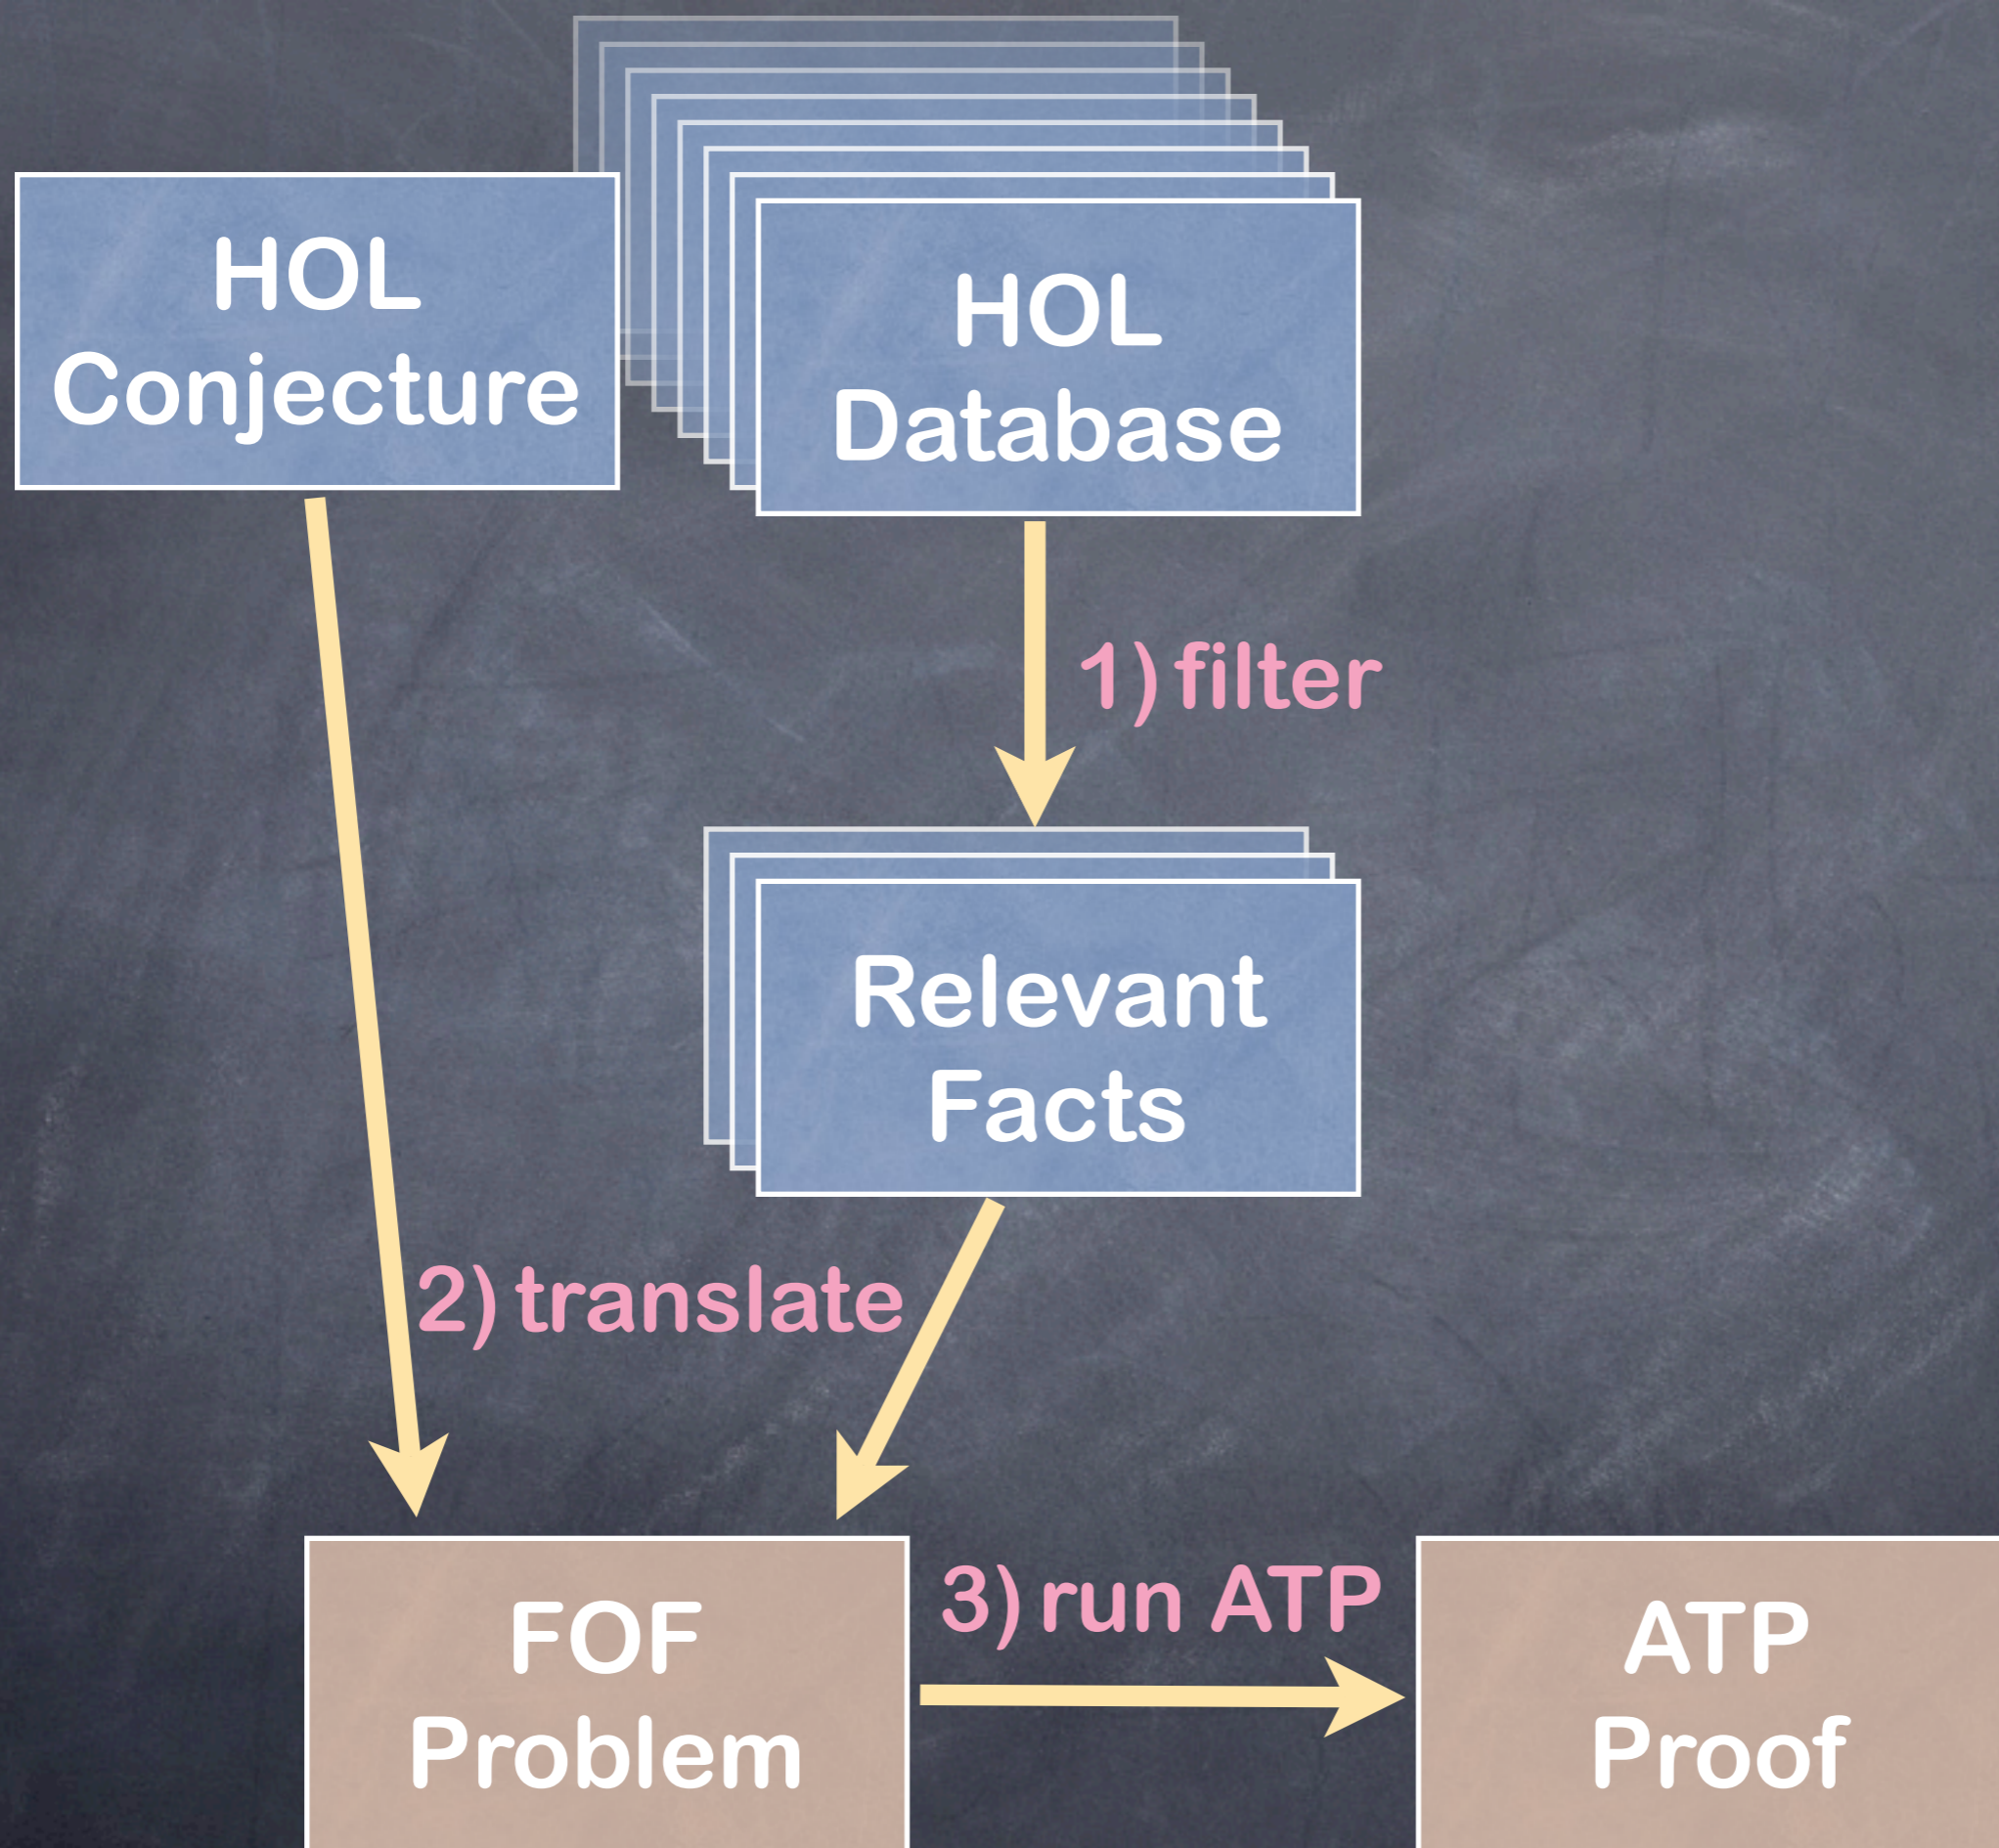 HOL
Conjecture
HOL
Database
1) filter
Relevant
Facts
2) translate
FOF
Problem
3) run ATP
ATP
Proof